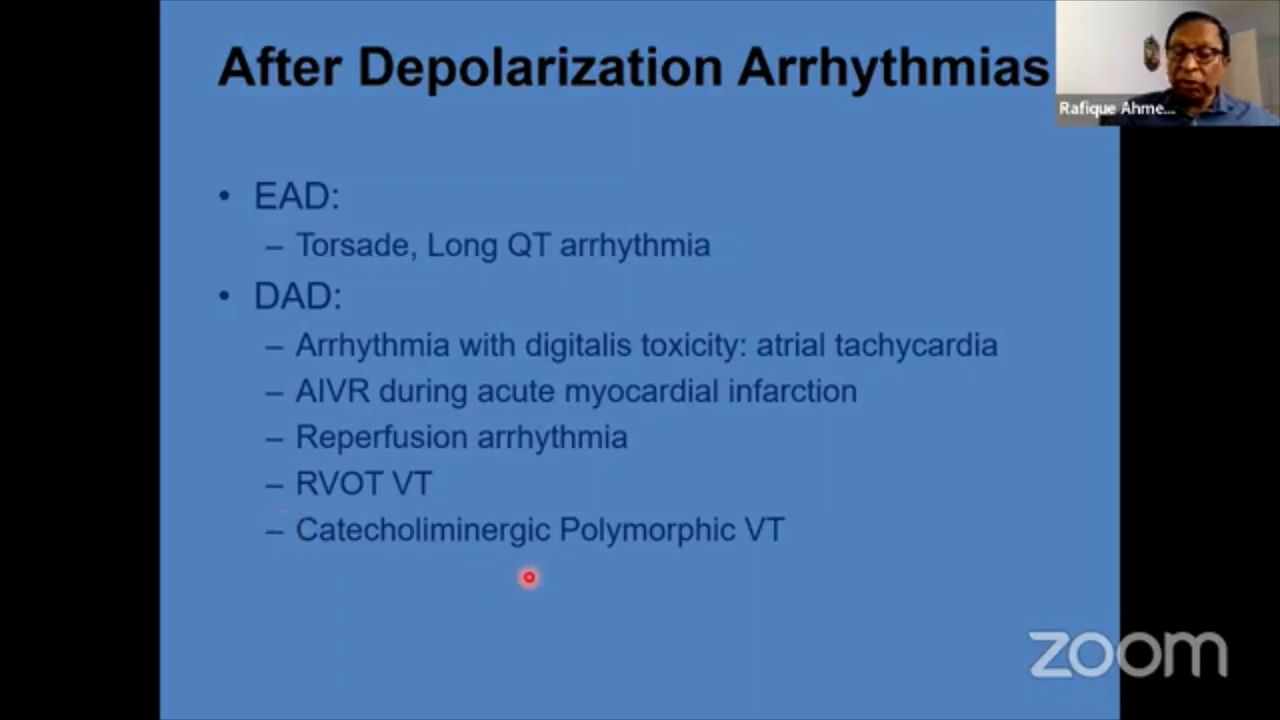 After Depolarization Arrhythmias
Rafique Ahme...
• EAD:
– Torsade, Long QT arrhythmia
• DAD:
– Arrhythmia with digitalis toxicity: atrial tachycardia
– AIVR during acute myocardial infarction
– Reperfusion arrhythmia
– RVOT VT
– Catecholiminergic Polymorphic VT
zoom